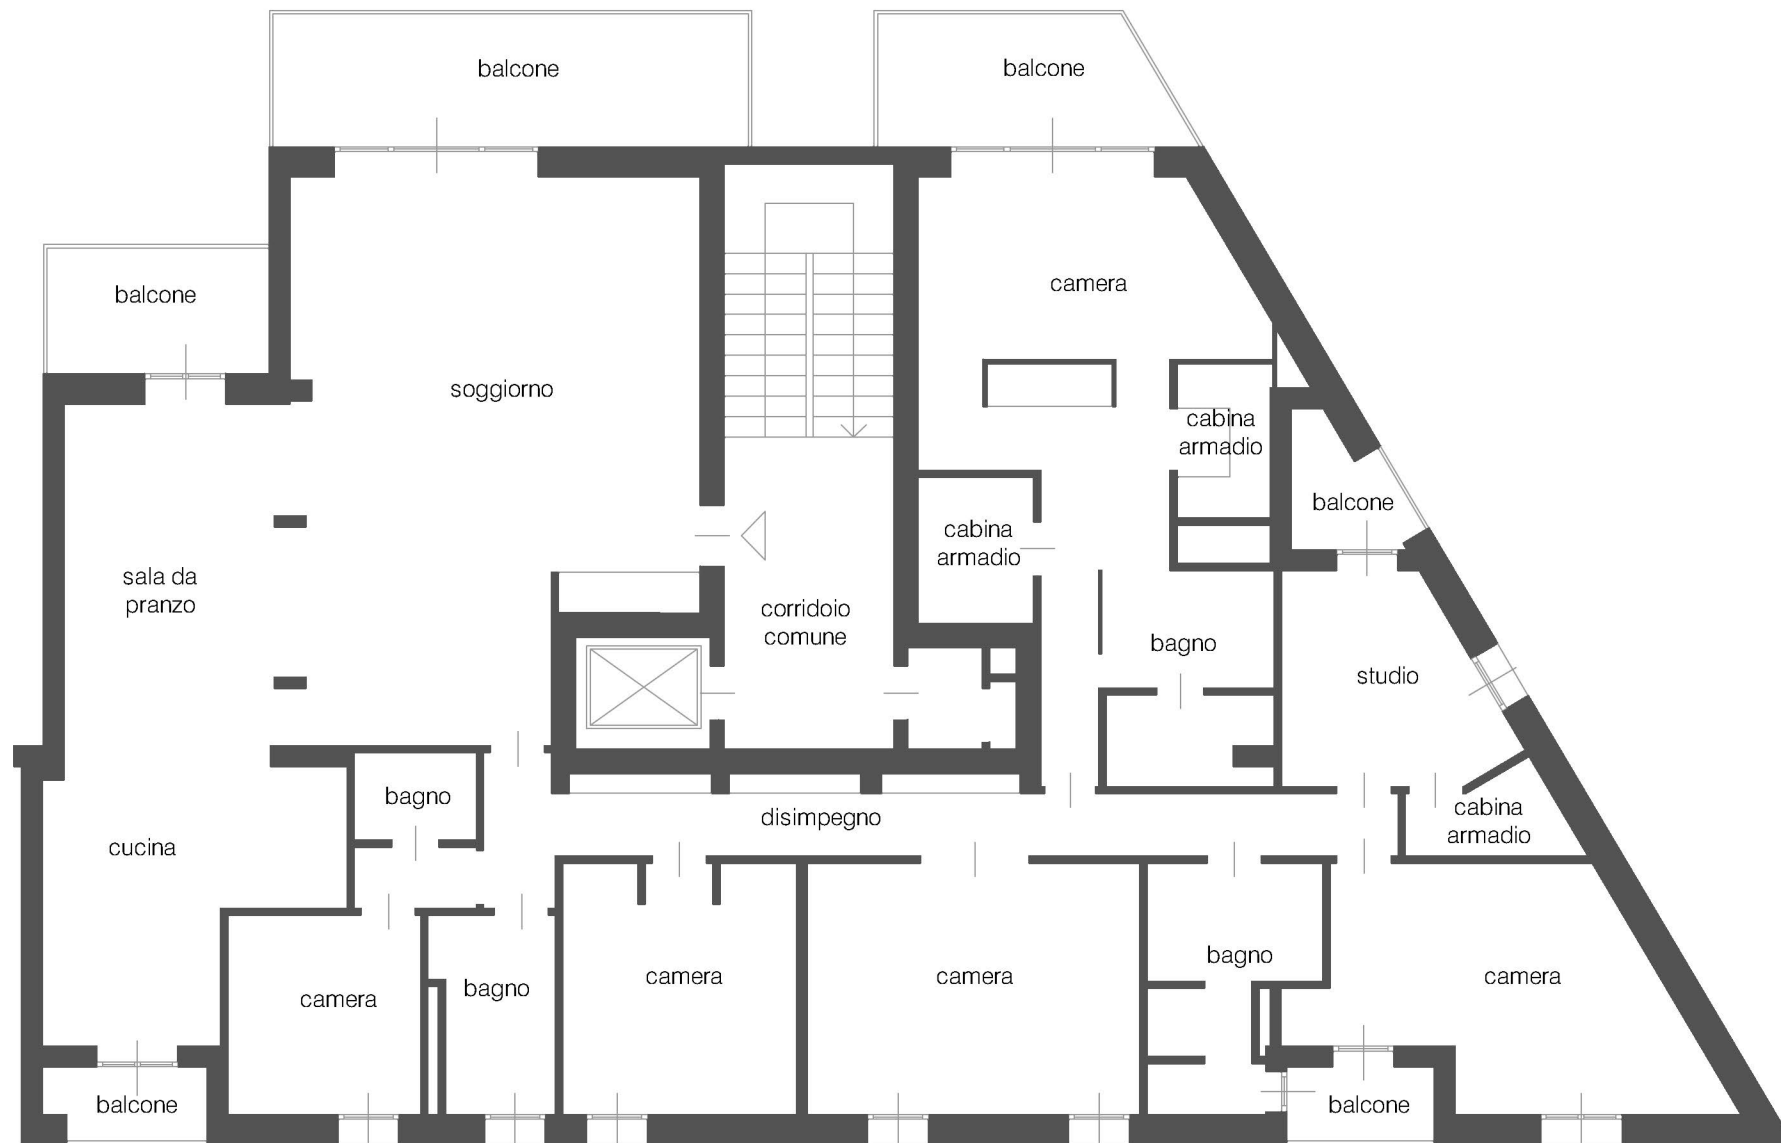 balcone
balcone
balcone
camera
soggiorno
cabina
armadio
balcone
cabina
armadio
sala da
pranzo
corridoio
comune
bagno
studio
bagno
disimpegno
cabina
armadio
cucina
bagno
camera
bagno
camera
camera
camera
balcone
balcone